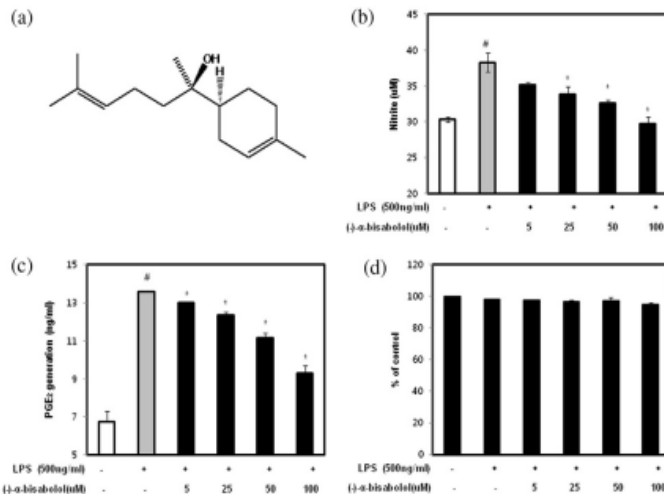 (a)
OH
H
(b)
Nitrite (uM)
40
35
30
25
20
#
†
†
†
LPS (500ng/ml) - + + + + +
(-)-α-bisabolol(uM) - - 5 25 50 100
(c)
PGE₂ generation (ng/ml)
15
13
11
9
7
5
#
†
†
†
†
LPS (500ng/ml) - + + + + +
(-)-α-bisabolol(uM) - - 5 25 50 100
(d)
% of control
120
100
80
60
40
20
0
LPS (500ng/ml) - + + + + +
(-)-α-bisabolol(uM) - - 5 25 50 100